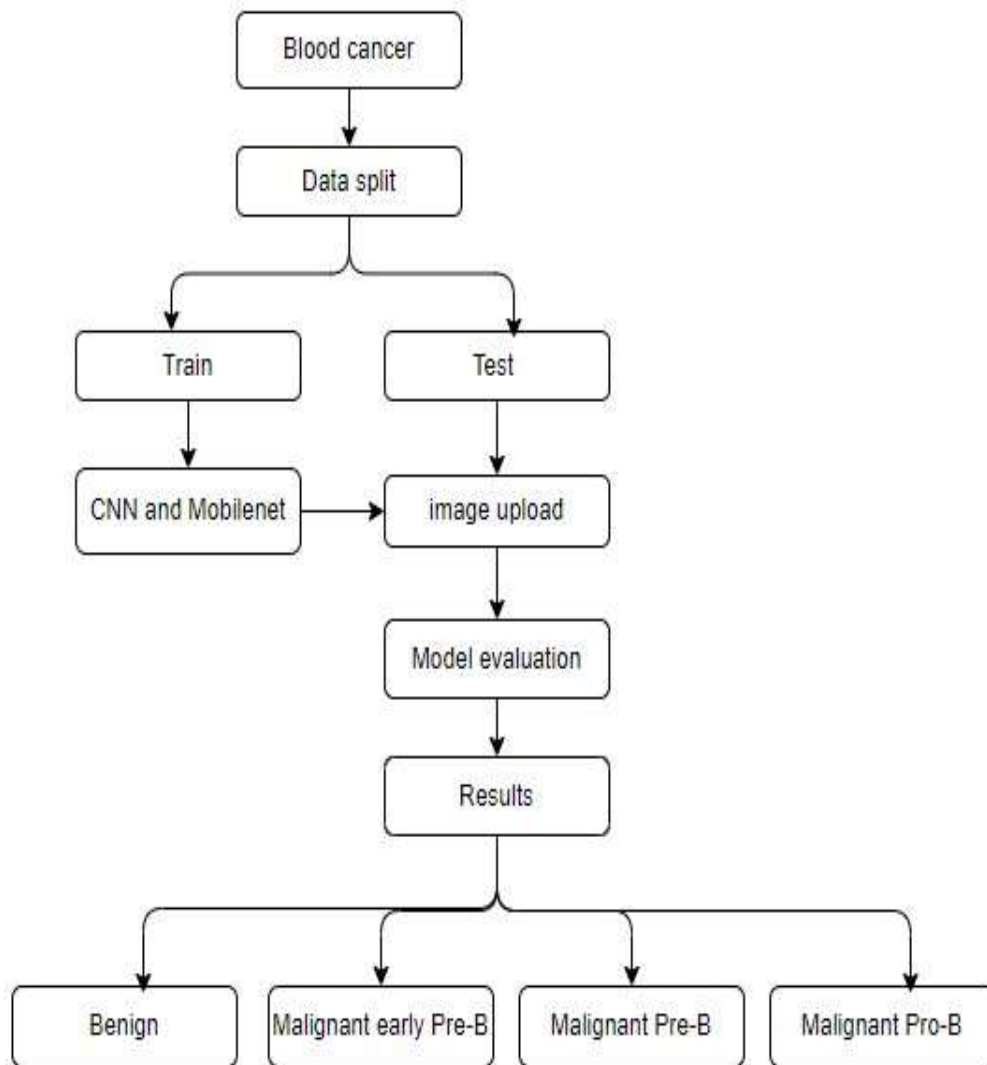 Blood cancer
Data split
Train
Test
CNN and Mobilenet
image upload
Model evaluation
Results
Benign
Malignant early Pre-B
Malignant Pre-B
Malignant Pro-B